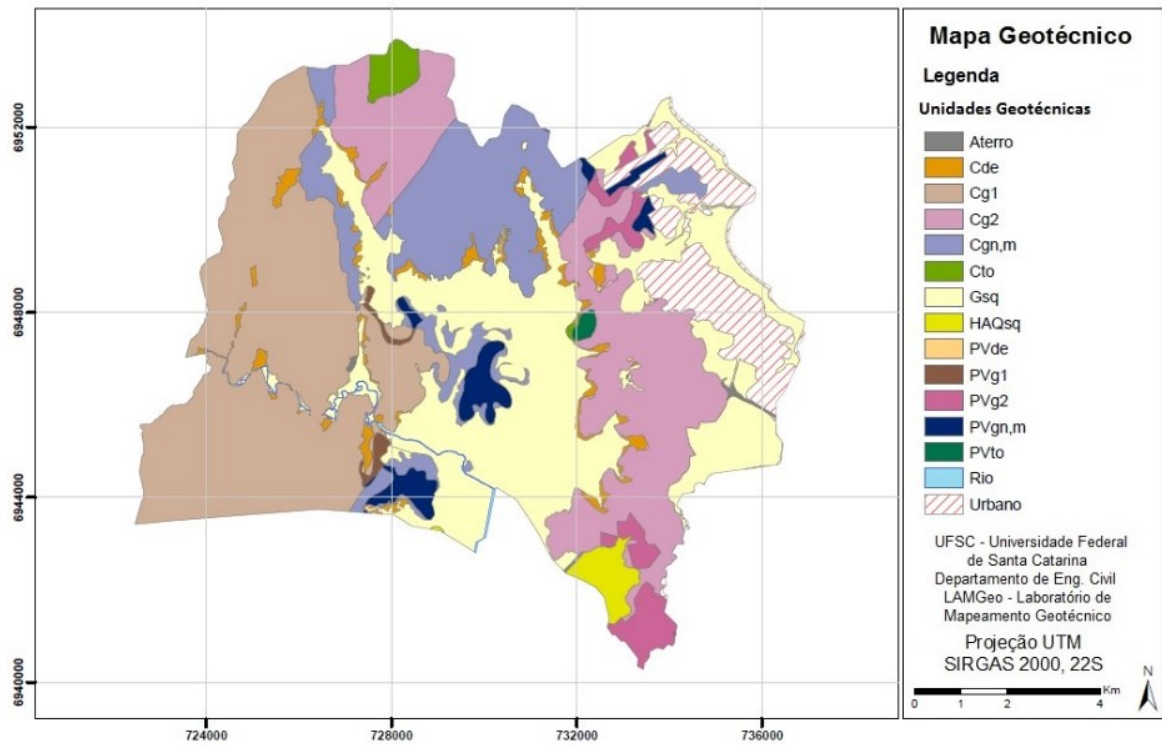 6952000
6948000
6944000
6940000
724000
728000
732000
736000
Mapa Geotécnico
Legenda
Unidades Geotécnicas
Aterro
Cde
Cg1
Cg2
Cgn,m
Cto
Gsq
HAQsq
PVde
PVg1
PVg2
PVgn,m
PVto
Rio
Urbano
UFSC - Universidade Federal
de Santa Catarina
Departamento de Eng. Civil
LAMGeo - Laboratório de
Mapeamento Geotécnico
Projeção UTM
SIRGAS 2000, 22S
N
Km
0 1 2 4